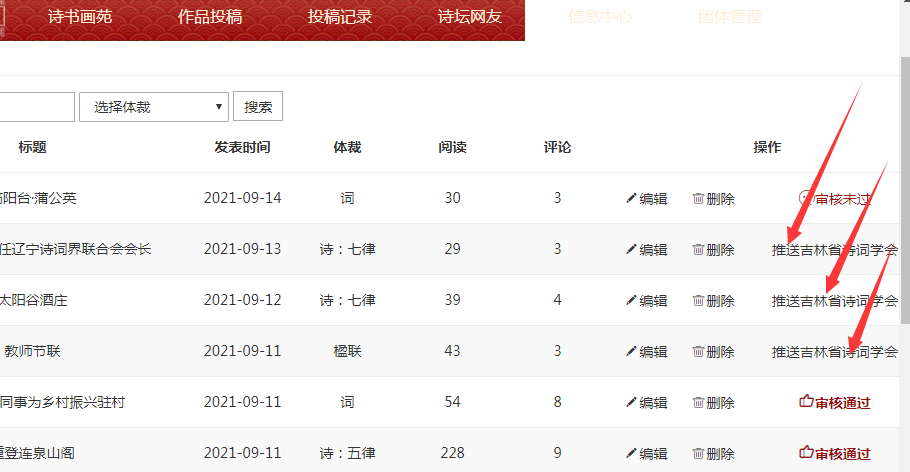 诗书画苑 作品投稿 投稿记录 诗坛网友 信息中心 团体管理
选择体裁 搜索
标题 发表时间 体裁 阅读 评论 操作
阳台·蒲公英 2021-09-14 词 30 3 编辑 删除 审核未过
任辽宁诗词界联合会会长 2021-09-13 诗：七律 29 3 编辑 删除 推送吉林省诗词学会
太阳谷酒庄 2021-09-12 诗：七律 39 4 编辑 删除 推送吉林省诗词学会
教师节联 2021-09-11 楹联 43 3 编辑 删除 推送吉林省诗词学会
同事为乡村振兴驻村 2021-09-11 词 54 8 编辑 删除 审核通过
登连泉山阁 2021-09-11 诗：五律 228 9 编辑 删除 审核通过